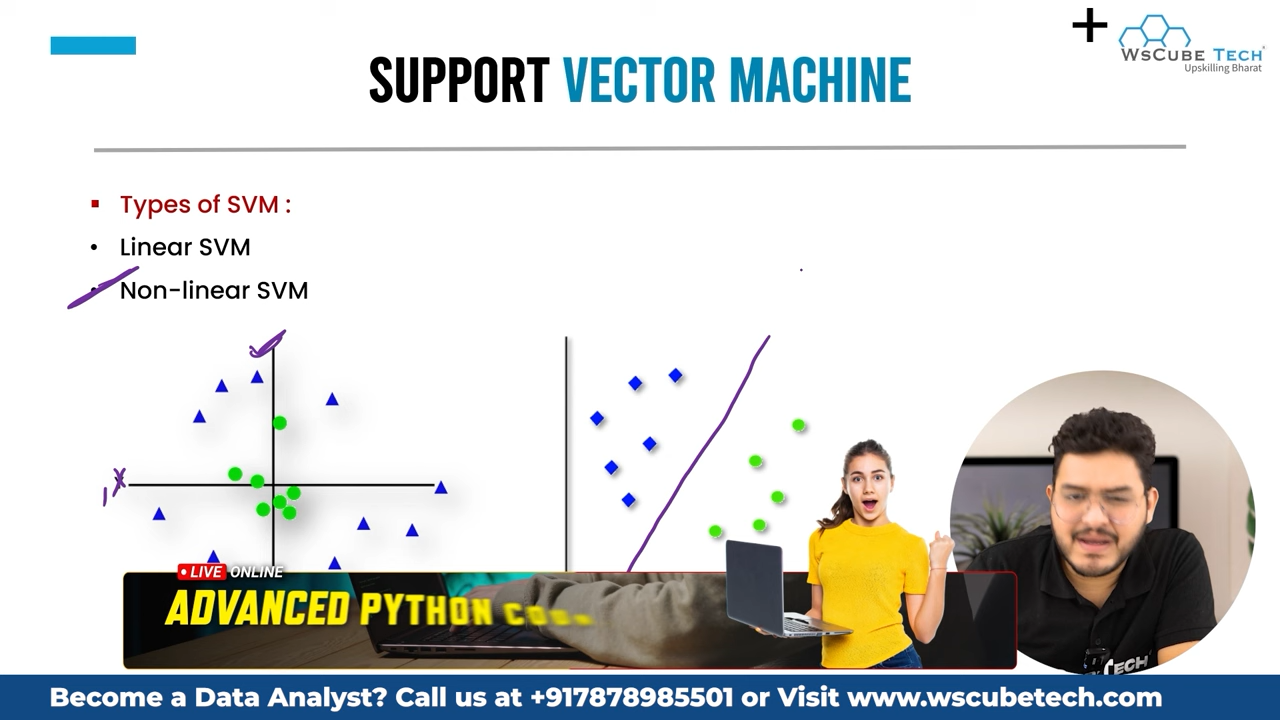 WsCube Tech
Upskilling Bharat
SUPPORT VECTOR MACHINE
Types of SVM :
Linear SVM
Non-linear SVM
LIVE ONLINE
ADVANCED PYTHON
TECH
Become a Data Analyst? Call us at +917878985501 or Visit www.wscubetech.com